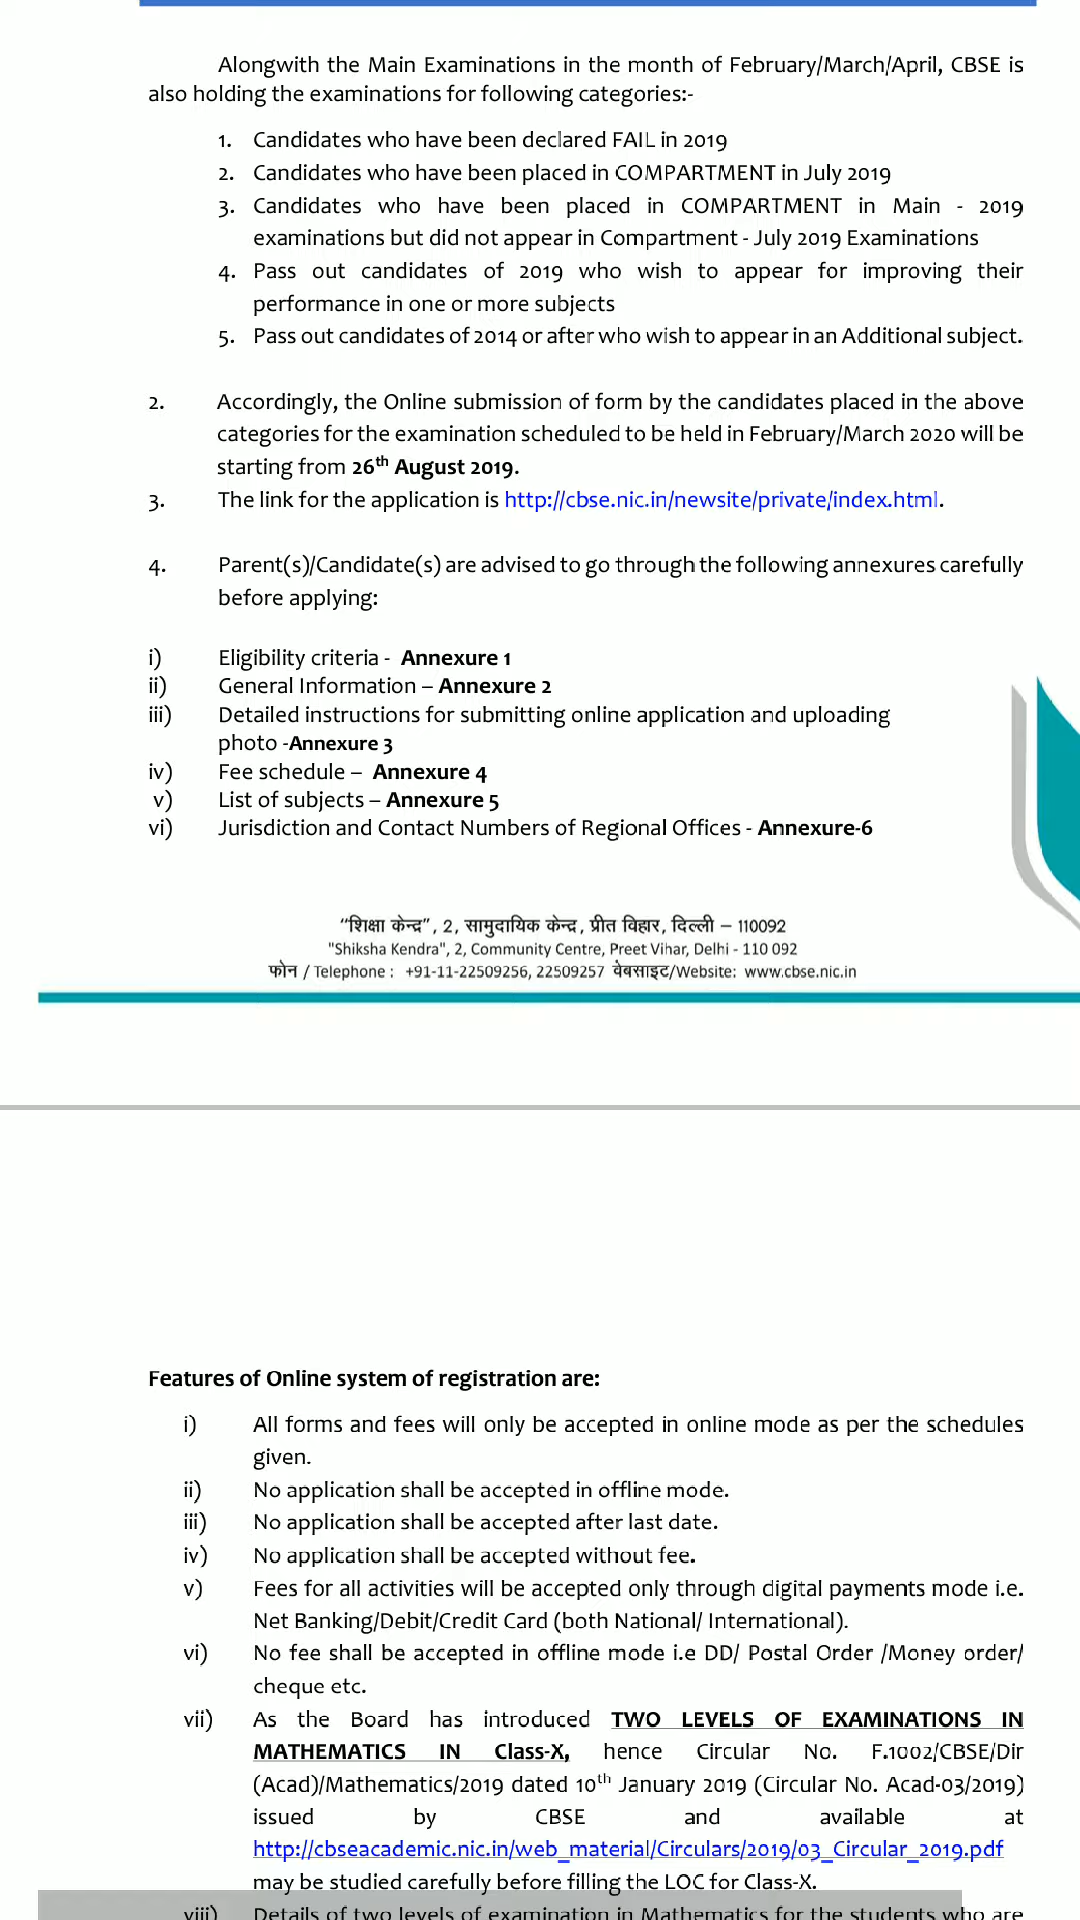 Alongwith the Main Examinations in the month of February/March/April, CBSE is
also holding the examinations for following categories:-
1. Candidates who have been declared FAIL in 2019
2. Candidates who have been placed in COMPARTMENT in July 2019
3. Candidates who have been placed in COMPARTMENT in Main - 2019
examinations but did not appear in Compartment - July 2019 Examinations
4. Pass out candidates of 2019 who wish to appear for improving their
performance in one or more subjects
5. Pass out candidates of 2014 or after who wish to appear in an Additional subject.
2. Accordingly, the Online submission of form by the candidates placed in the above
categories for the examination scheduled to be held in February/March 2020 will be
starting from 26th August 2019.
3. The link for the application is http://cbse.nic.in/newsite/private/index.html.
4. Parent(s)/Candidate(s) are advised to go through the following annexures carefully
before applying:
i) Eligibility criteria - Annexure 1
ii) General Information – Annexure 2
iii) Detailed instructions for submitting online application and uploading
photo -Annexure 3
iv) Fee schedule – Annexure 4
v) List of subjects – Annexure 5
vi) Jurisdiction and Contact Numbers of Regional Offices - Annexure-6
“शिक्षा केन्द्र”, 2, सामुदायिक केन्द्र, प्रीत विहार, दिल्ली – 110092
"Shiksha Kendra", 2, Community Centre, Preet Vihar, Delhi - 110 092
फोन / Telephone : +91-11-22509256, 22509257 वेबसाइट/Website: www.cbse.nic.in
Features of Online system of registration are:
i) All forms and fees will only be accepted in online mode as per the schedules
given.
ii) No application shall be accepted in offline mode.
iii) No application shall be accepted after last date.
iv) No application shall be accepted without fee.
v) Fees for all activities will be accepted only through digital payments mode i.e.
Net Banking/Debit/Credit Card (both National/ International).
vi) No fee shall be accepted in offline mode i.e DD/ Postal Order /Money order/
cheque etc.
vii) As the Board has introduced TWO LEVELS OF EXAMINATIONS IN
MATHEMATICS IN Class-X, hence Circular No. F.1002/CBSE/Dir
(Acad)/Mathematics/2019 dated 10th January 2019 (Circular No. Acad-03/2019)
issued by CBSE and available at
http://cbseacademic.nic.in/web_material/Circulars/2019/03_Circular_2019.pdf
may be studied carefully before filling the LOC for Class-X.
viii) Details of two levels of examination in Mathematics for the students who are